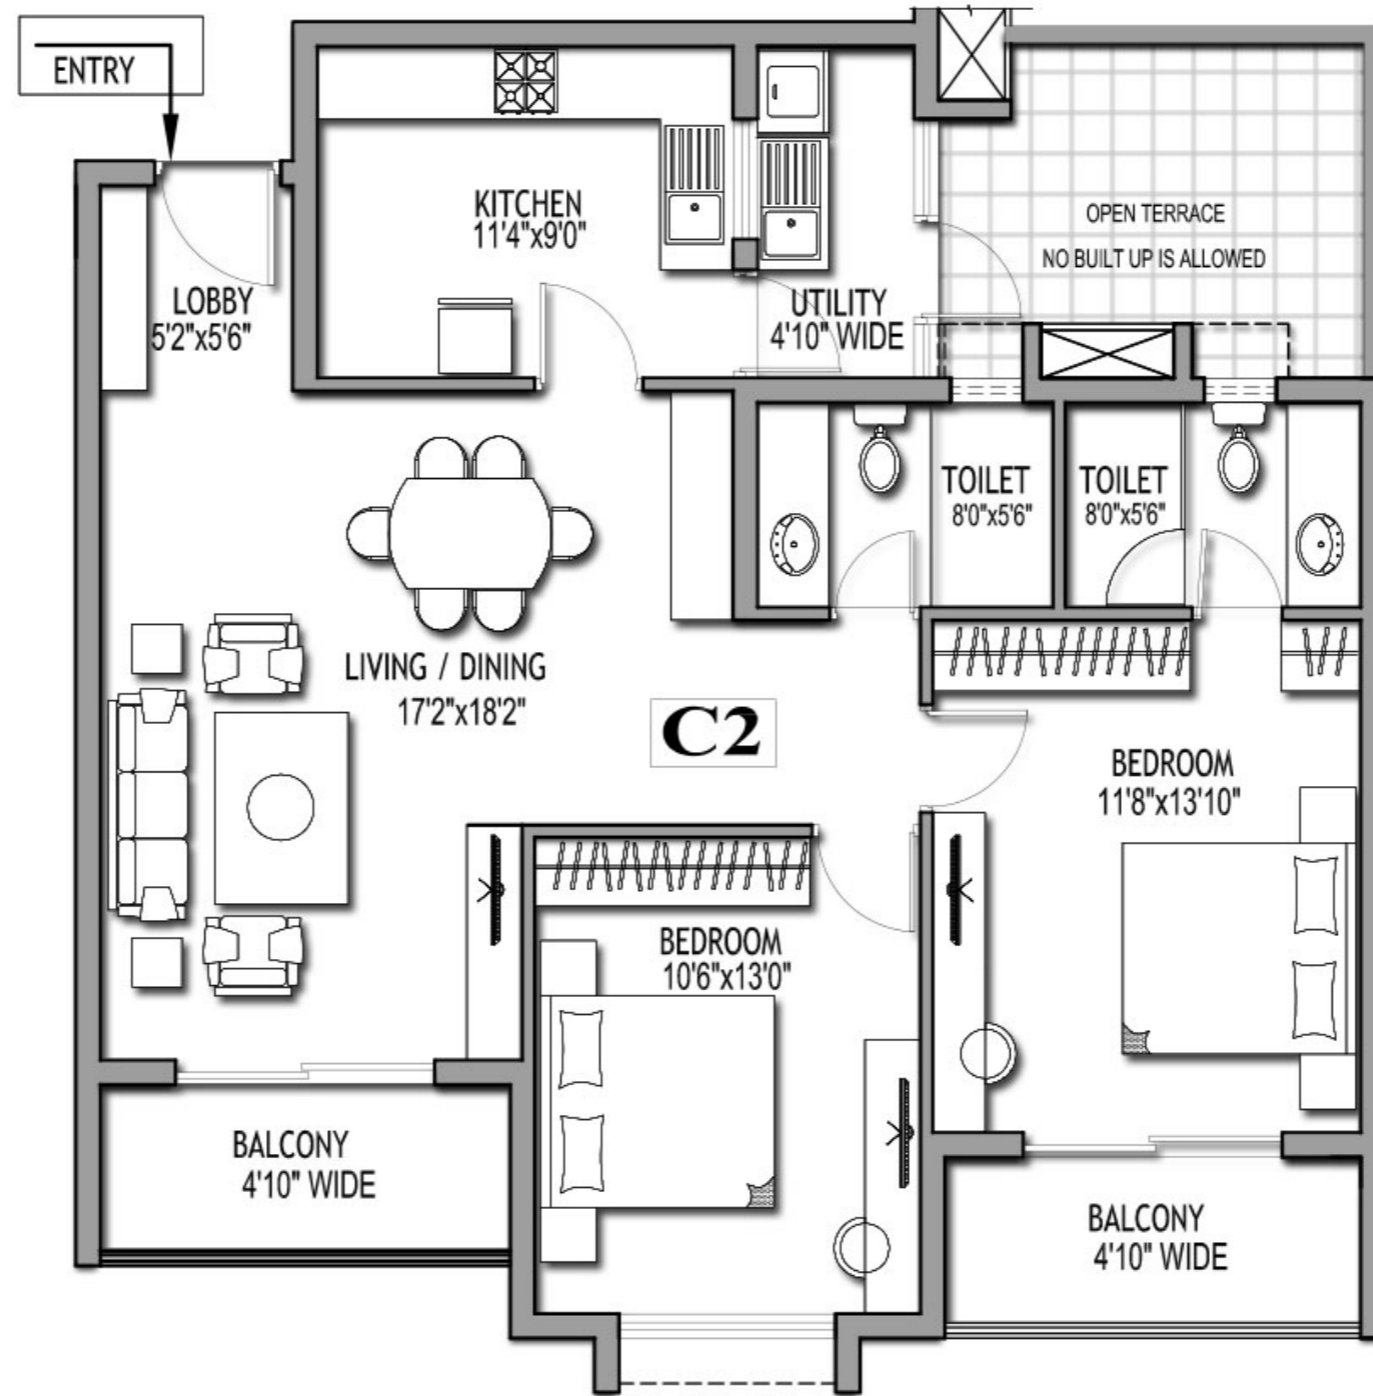 ENTRY
KITCHEN
11'4"x9'0"
OPEN TERRACE
NO BUILT UP IS ALLOWED
LOBBY
5'2"x5'6"
UTILITY
4'10" WIDE
TOILET
8'0"x5'6"
TOILET
8'0"x5'6"
LIVING / DINING
17'2"x18'2"
C2
BEDROOM
11'8"x13'10"
BEDROOM
10'6"x13'0"
BALCONY
4'10" WIDE
BALCONY
4'10" WIDE